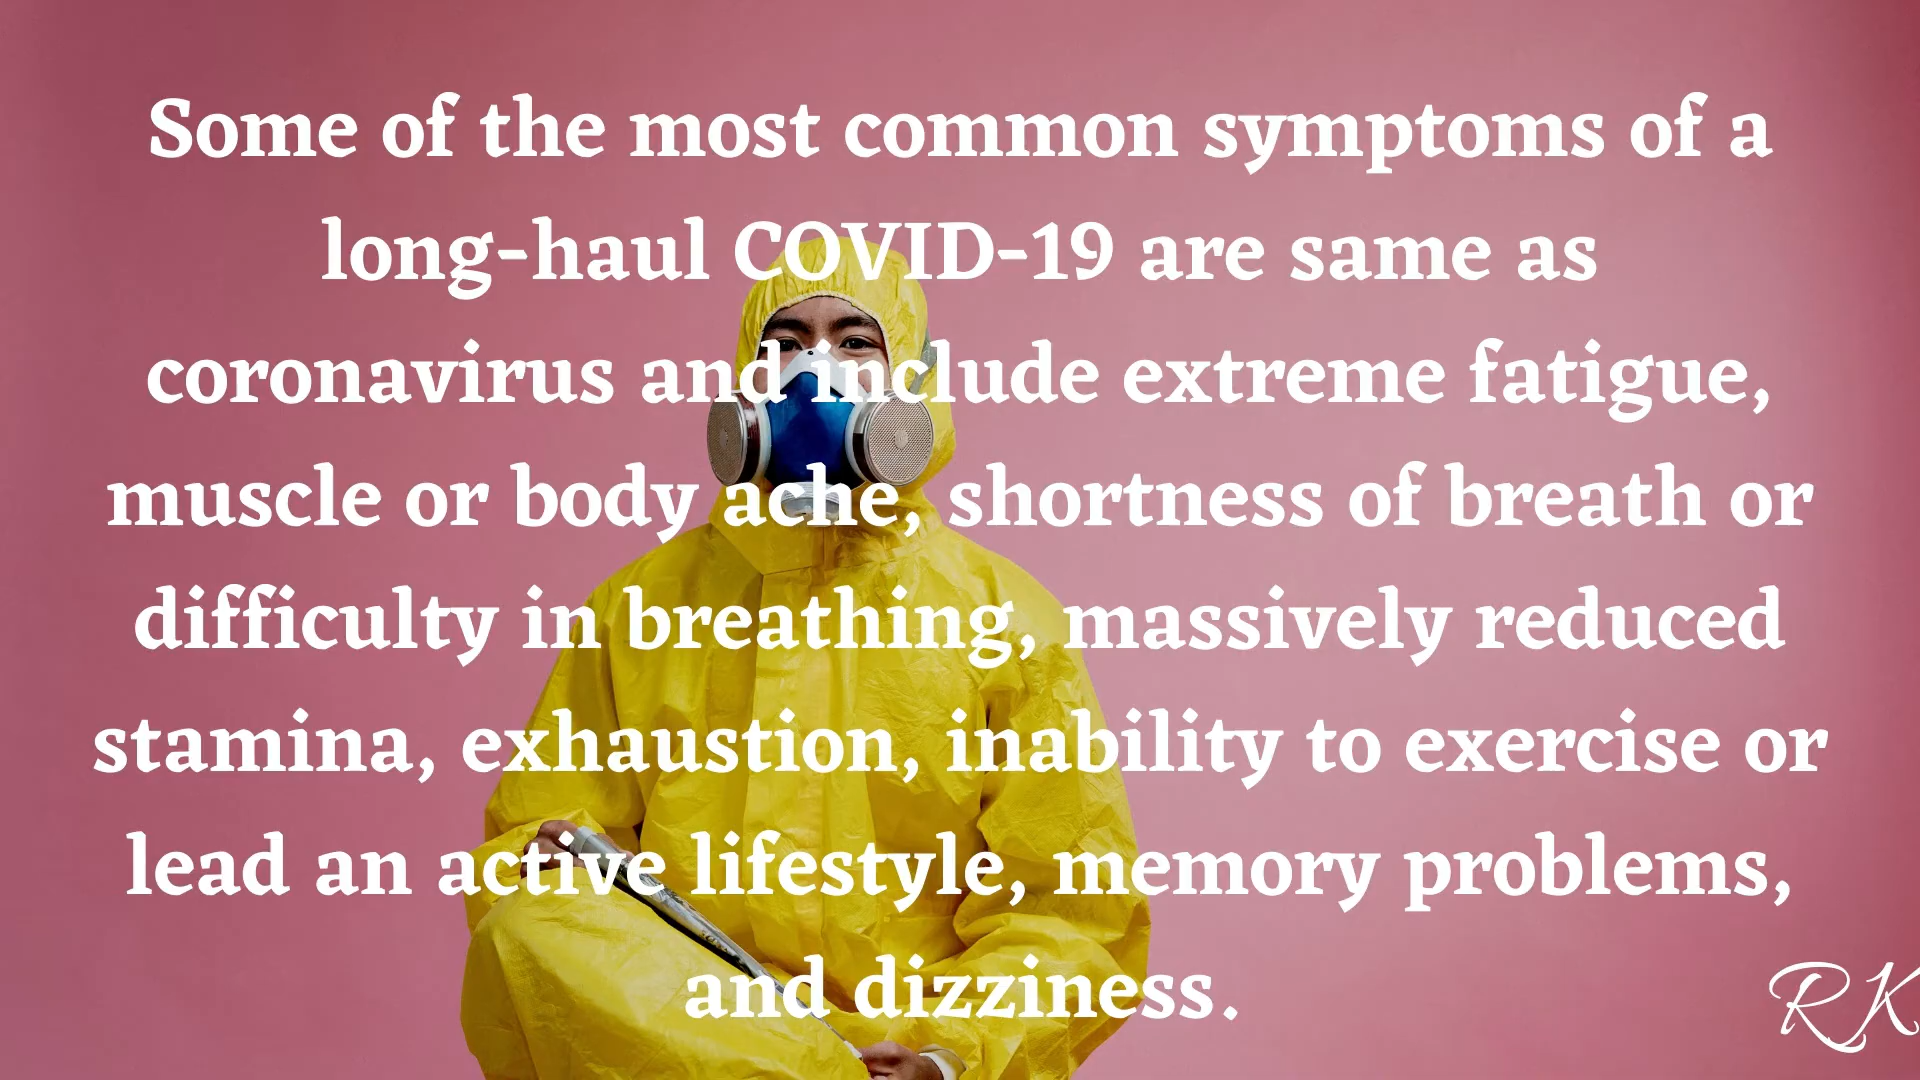 Some of the most common symptoms of a
long-haul COVID-19 are same as
coronavirus and include extreme fatigue,
muscle or body ache, shortness of breath or
difficulty in breathing, massively reduced
stamina, exhaustion, inability to exercise or
lead an active lifestyle, memory problems,
and dizziness.
RK